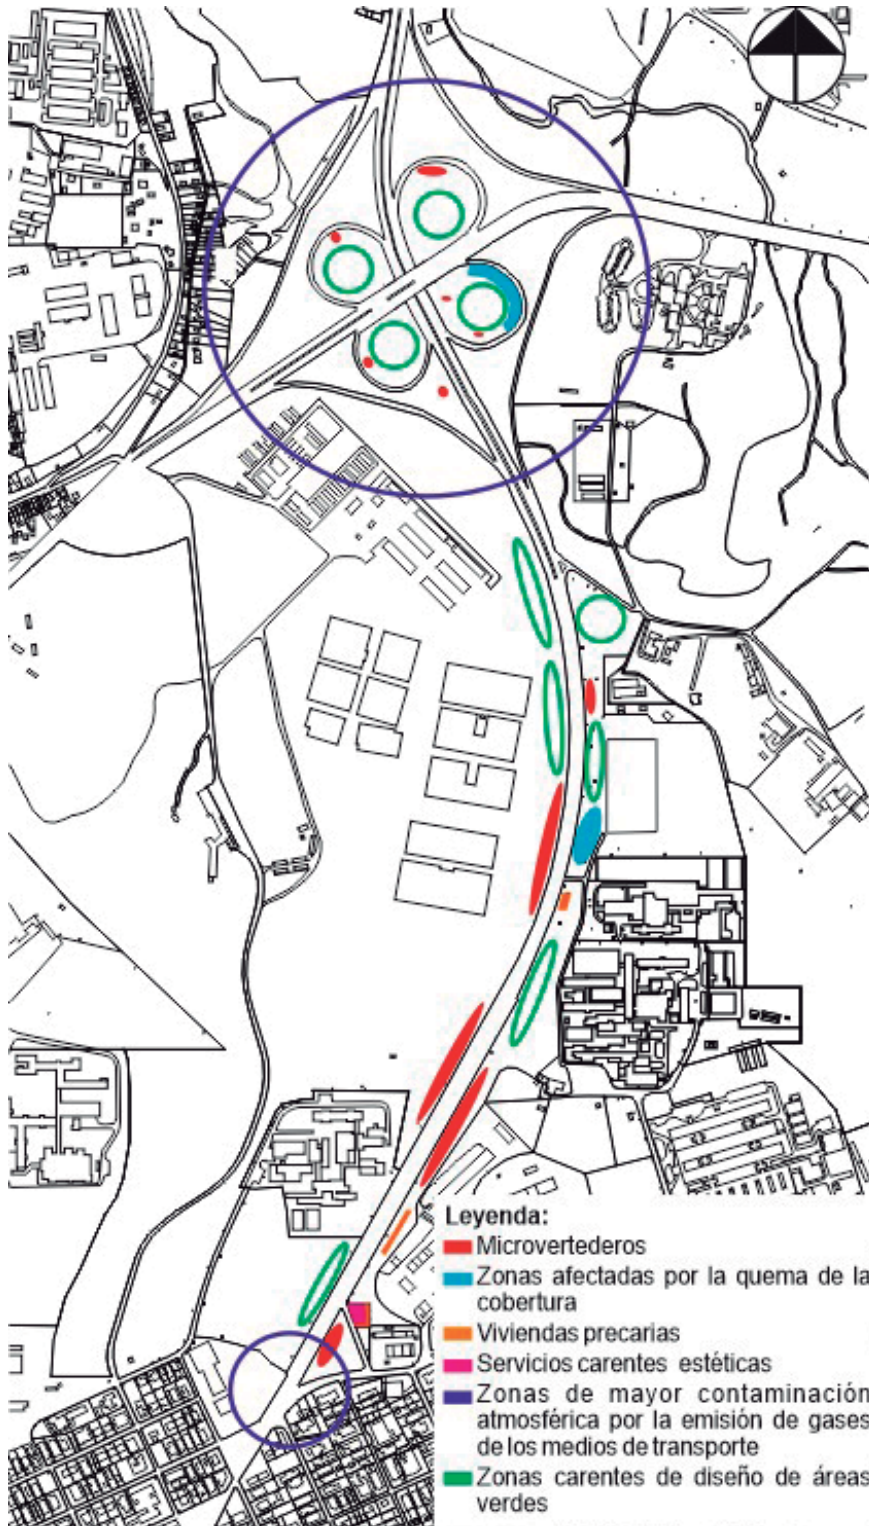 Leyenda:
Microvertederos
Zonas afectadas por la quema de la
cobertura
Viviendas precarias
Servicios carentes estéticas
Zonas de mayor contaminación
atmosférica por la emisión de gases
de los medios de transporte
Zonas carentes de diseño de áreas
verdes